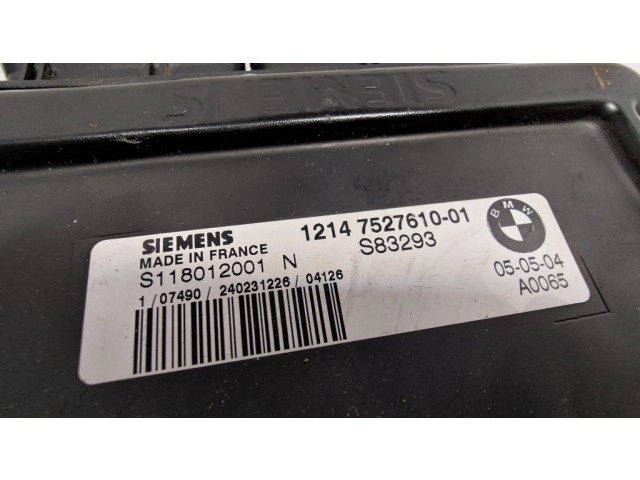 SIEMENS
SIEMENS
MADE IN FRANCE
S118012001 N
1 / 07490 / 240231226 / 04126
1214 7527610-01
S83293
BMW
05-05-04
A0065